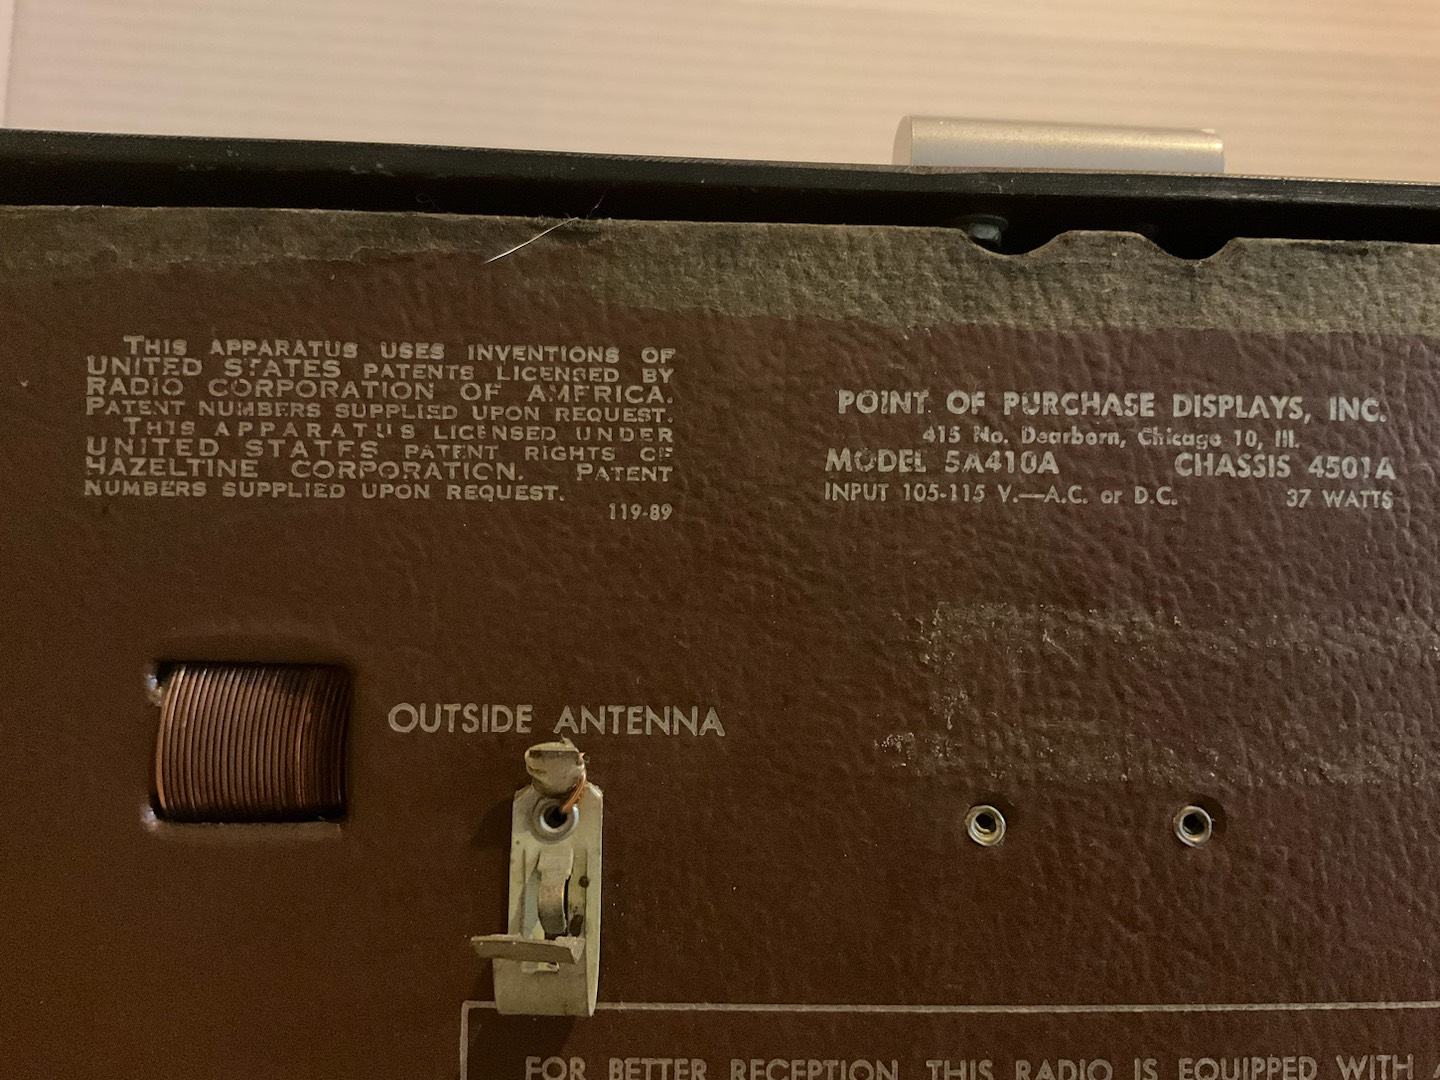 THIS APPARATUS USES INVENTIONS OF
UNITED STATES PATENTS LICENSED BY
RADIO CORPORATION OF AMERICA.
PATENT NUMBERS SUPPLIED UPON REQUEST.
THIS APPARATUS LICENSED UNDER
UNITED STATES PATENT RIGHTS OF
HAZELTINE CORPORATION. PATENT
NUMBERS SUPPLIED UPON REQUEST.
119-89
POINT OF PURCHASE DISPLAYS, INC.
415 No. Dearborn, Chicago 10, Ill.
MODEL 5A410A CHASSIS 4501A
INPUT 105-115 V.—A.C. or D.C. 37 WATTS
OUTSIDE ANTENNA
FOR BETTER RECEPTION THIS RADIO IS EQUIPPED WITH